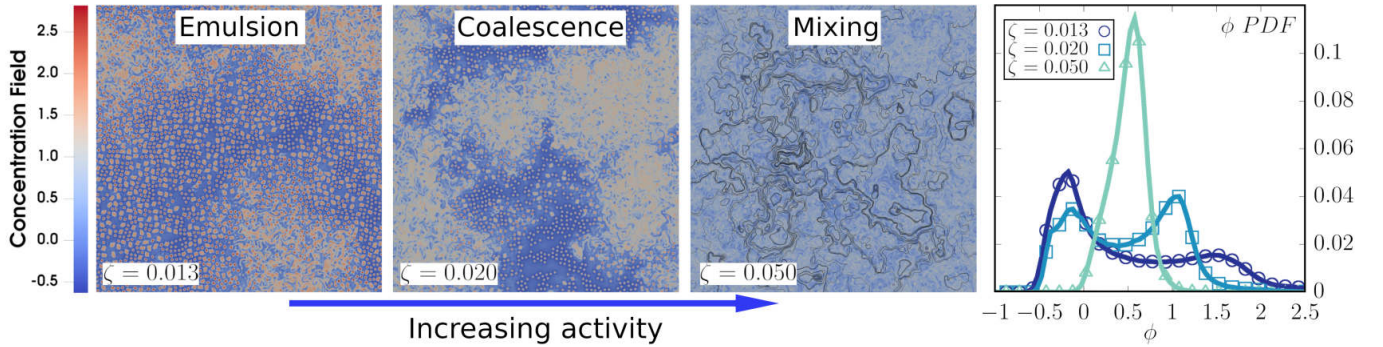 Concentration Field
2.5
2.0
1.5
1.0
0.5
0.0
-0.5
Emulsion
ζ = 0.013
Coalescence
ζ = 0.020
Mixing
ζ = 0.050
Increasing activity
ϕ PDF
ζ = 0.013
ζ = 0.020
ζ = 0.050
0.1
0.08
0.06
0.04
0.02
0
−1 −0.5 0 0.5 1 1.5 2 2.5
ϕ